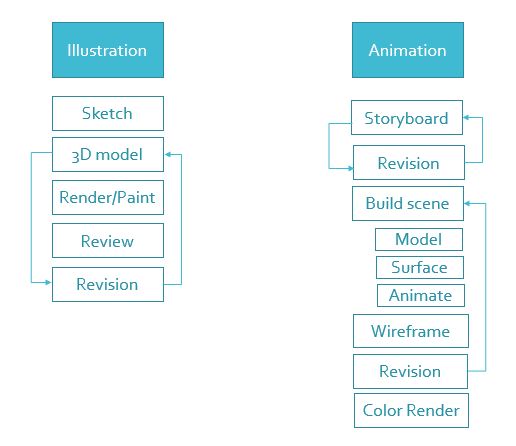 Illustration
Sketch
3D model
Render/Paint
Review
Revision
Animation
Storyboard
Revision
Build scene
Model
Surface
Animate
Wireframe
Revision
Color Render